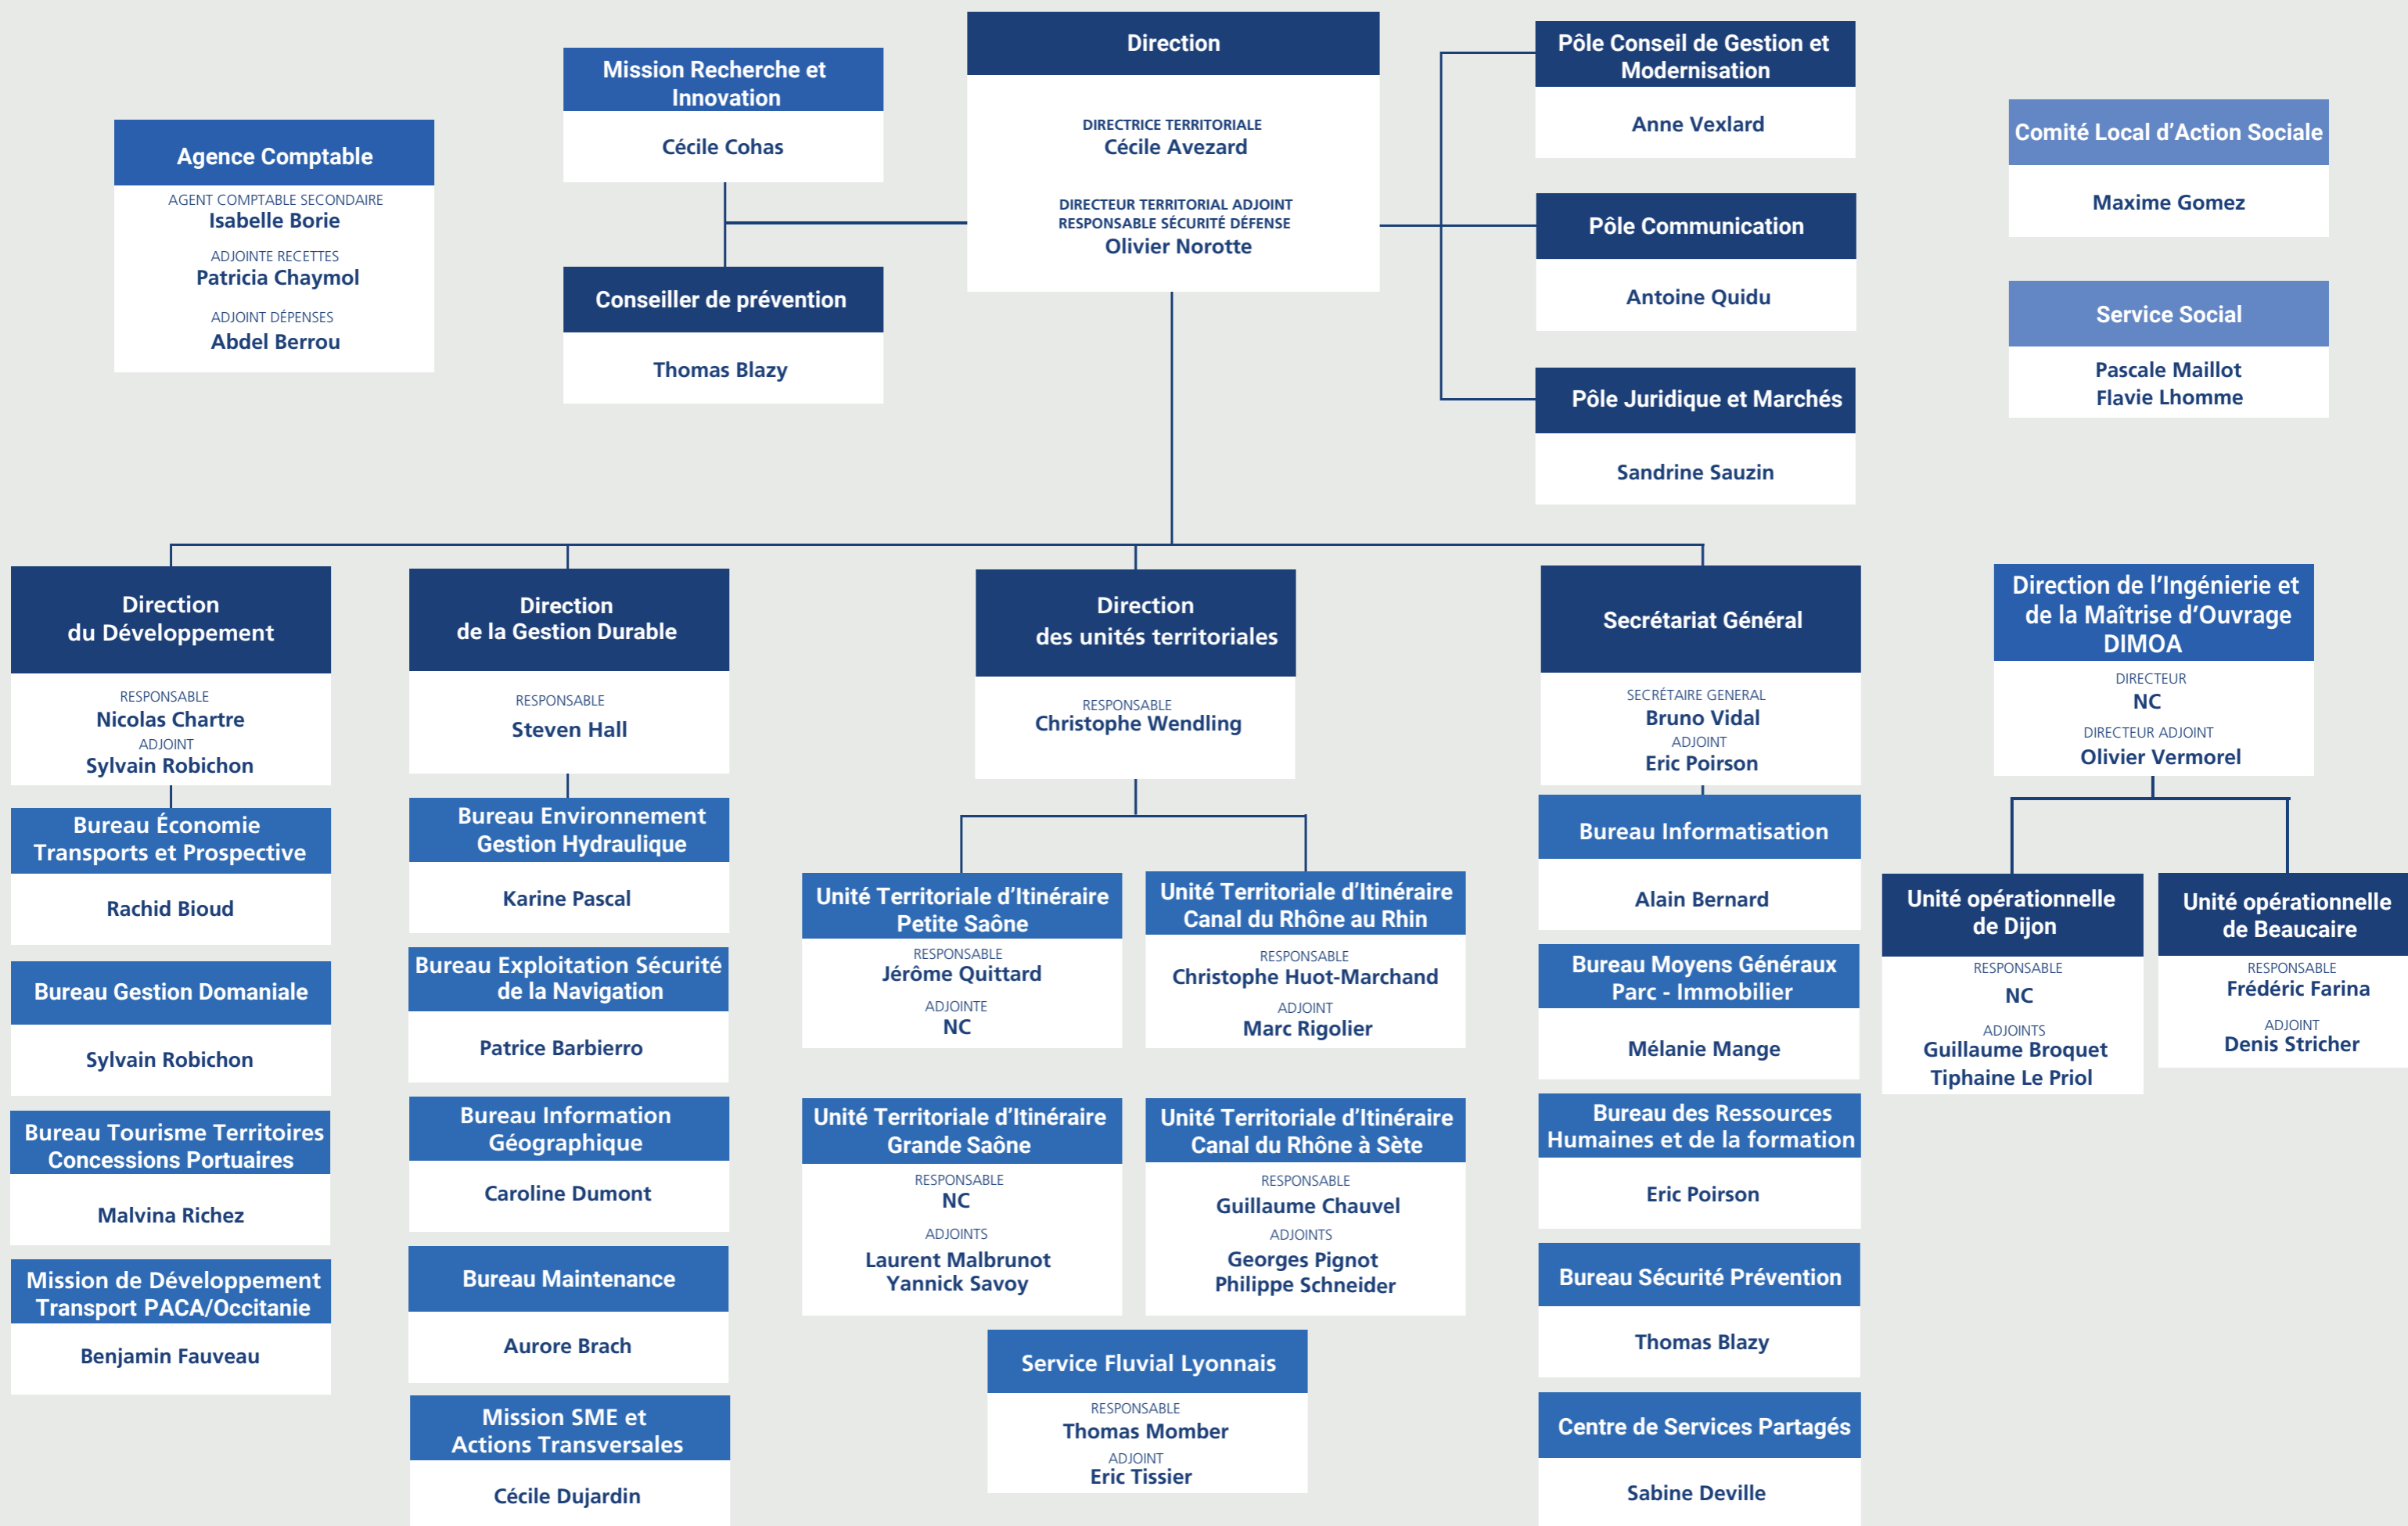 Direction
DIRECTRICE TERRITORIALE
Cécile Avezard
DIRECTEUR TERRITORIAL ADJOINT
RESPONSABLE SÉCURITÉ DÉFENSE
Olivier Norotte
Agence Comptable
AGENT COMPTABLE SECONDAIRE
Isabelle Borie
ADJOINTE RECETTES
Patricia Chaymol
ADJOINT DÉPENSES
Abdel Berrou
Mission Recherche et
Innovation
Cécile Cohas
Conseiller de prévention
Thomas Blazy
Pôle Conseil de Gestion et
Modernisation
Anne Vexlard
Pôle Communication
Antoine Quidu
Pôle Juridique et Marchés
Sandrine Sauzin
Comité Local d’Action Sociale
Maxime Gomez
Service Social
Pascale Maillot
Flavie Lhomme
Direction
du Développement
RESPONSABLE
Nicolas Chartre
ADJOINT
Sylvain Robichon
Bureau Économie
Transports et Prospective
Rachid Bioud
Bureau Gestion Domaniale
Sylvain Robichon
Bureau Tourisme Territoires
Concessions Portuaires
Malvina Richez
Mission de Développement
Transport PACA/Occitanie
Benjamin Fauveau
Direction
de la Gestion Durable
RESPONSABLE
Steven Hall
Bureau Environnement
Gestion Hydraulique
Karine Pascal
Bureau Exploitation Sécurité
de la Navigation
Patrice Barbierro
Bureau Information
Géographique
Caroline Dumont
Bureau Maintenance
Aurore Brach
Mission SME et
Actions Transversales
Cécile Dujardin
Direction
des unités territoriales
RESPONSABLE
Christophe Wendling
Unité Territoriale d’Itinéraire
Petite Saône
RESPONSABLE
Jérôme Quittard
ADJOINTE
NC
Unité Territoriale d’Itinéraire
Canal du Rhône au Rhin
RESPONSABLE
Christophe Huot-Marchand
ADJOINT
Marc Rigolier
Unité Territoriale d’Itinéraire
Grande Saône
RESPONSABLE
NC
ADJOINTS
Laurent Malbrunot
Yannick Savoy
Unité Territoriale d’Itinéraire
Canal du Rhône à Sète
RESPONSABLE
Guillaume Chauvel
ADJOINTS
Georges Pignot
Philippe Schneider
Service Fluvial Lyonnais
RESPONSABLE
Thomas Momber
ADJOINT
Eric Tissier
Secrétariat Général
SECRÉTAIRE GENERAL
Bruno Vidal
ADJOINT
Eric Poirson
Bureau Informatisation
Alain Bernard
Bureau Moyens Généraux
Parc - Immobilier
Mélanie Mange
Bureau des Ressources
Humaines et de la formation
Eric Poirson
Bureau Sécurité Prévention
Thomas Blazy
Centre de Services Partagés
Sabine Deville
Direction de l’Ingénierie et
de la Maîtrise d’Ouvrage
DIMOA
DIRECTEUR
NC
DIRECTEUR ADJOINT
Olivier Vermorel
Unité opérationnelle
de Dijon
RESPONSABLE
NC
ADJOINTS
Guillaume Broquet
Tiphaine Le Priol
Unité opérationnelle
de Beaucaire
RESPONSABLE
Frédéric Farina
ADJOINT
Denis Stricher